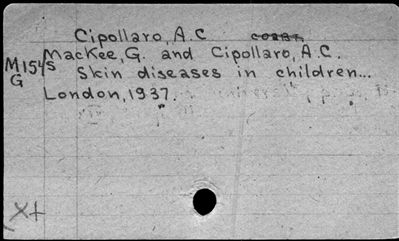 Cipollaro, A.C
MacKee, G. and Cipollaro, A.C.
M154s
G
Skin diseases in children...
London, 1937.
X+